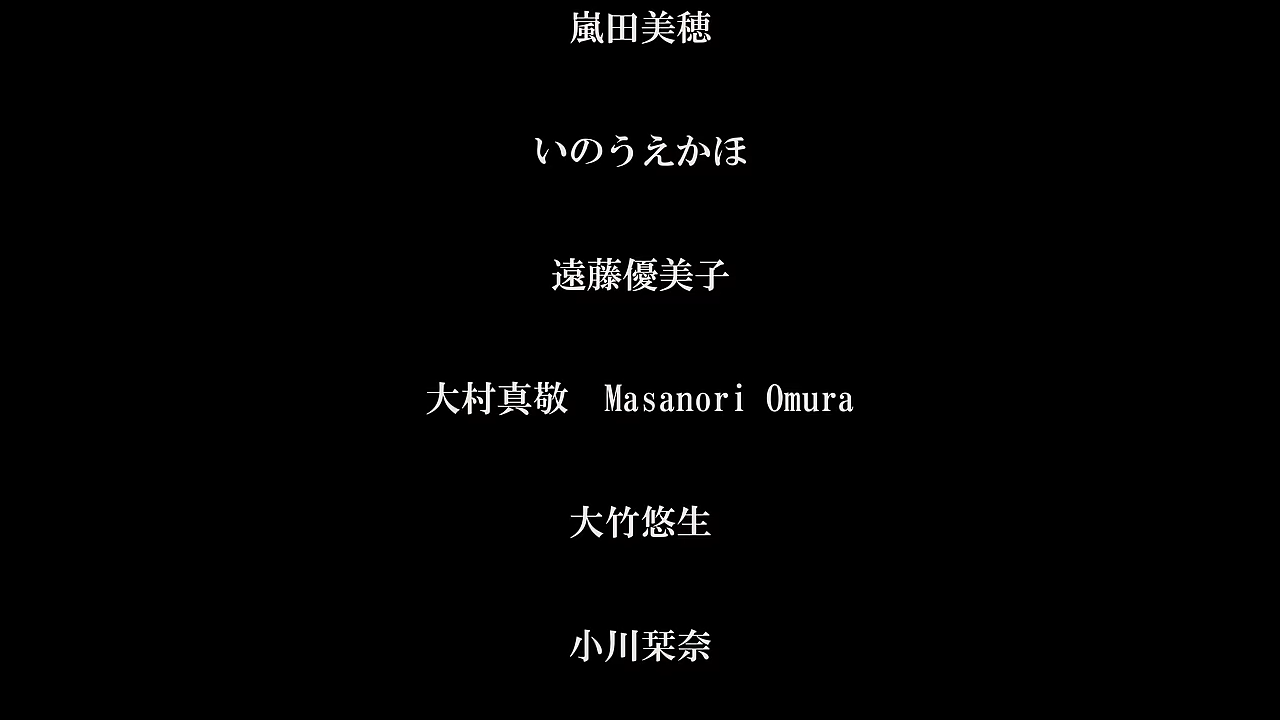 嵐田美穂
いのうえかほ
遠藤優美子
大村真敬　Masanori Omura
大竹悠生
小川栞奈